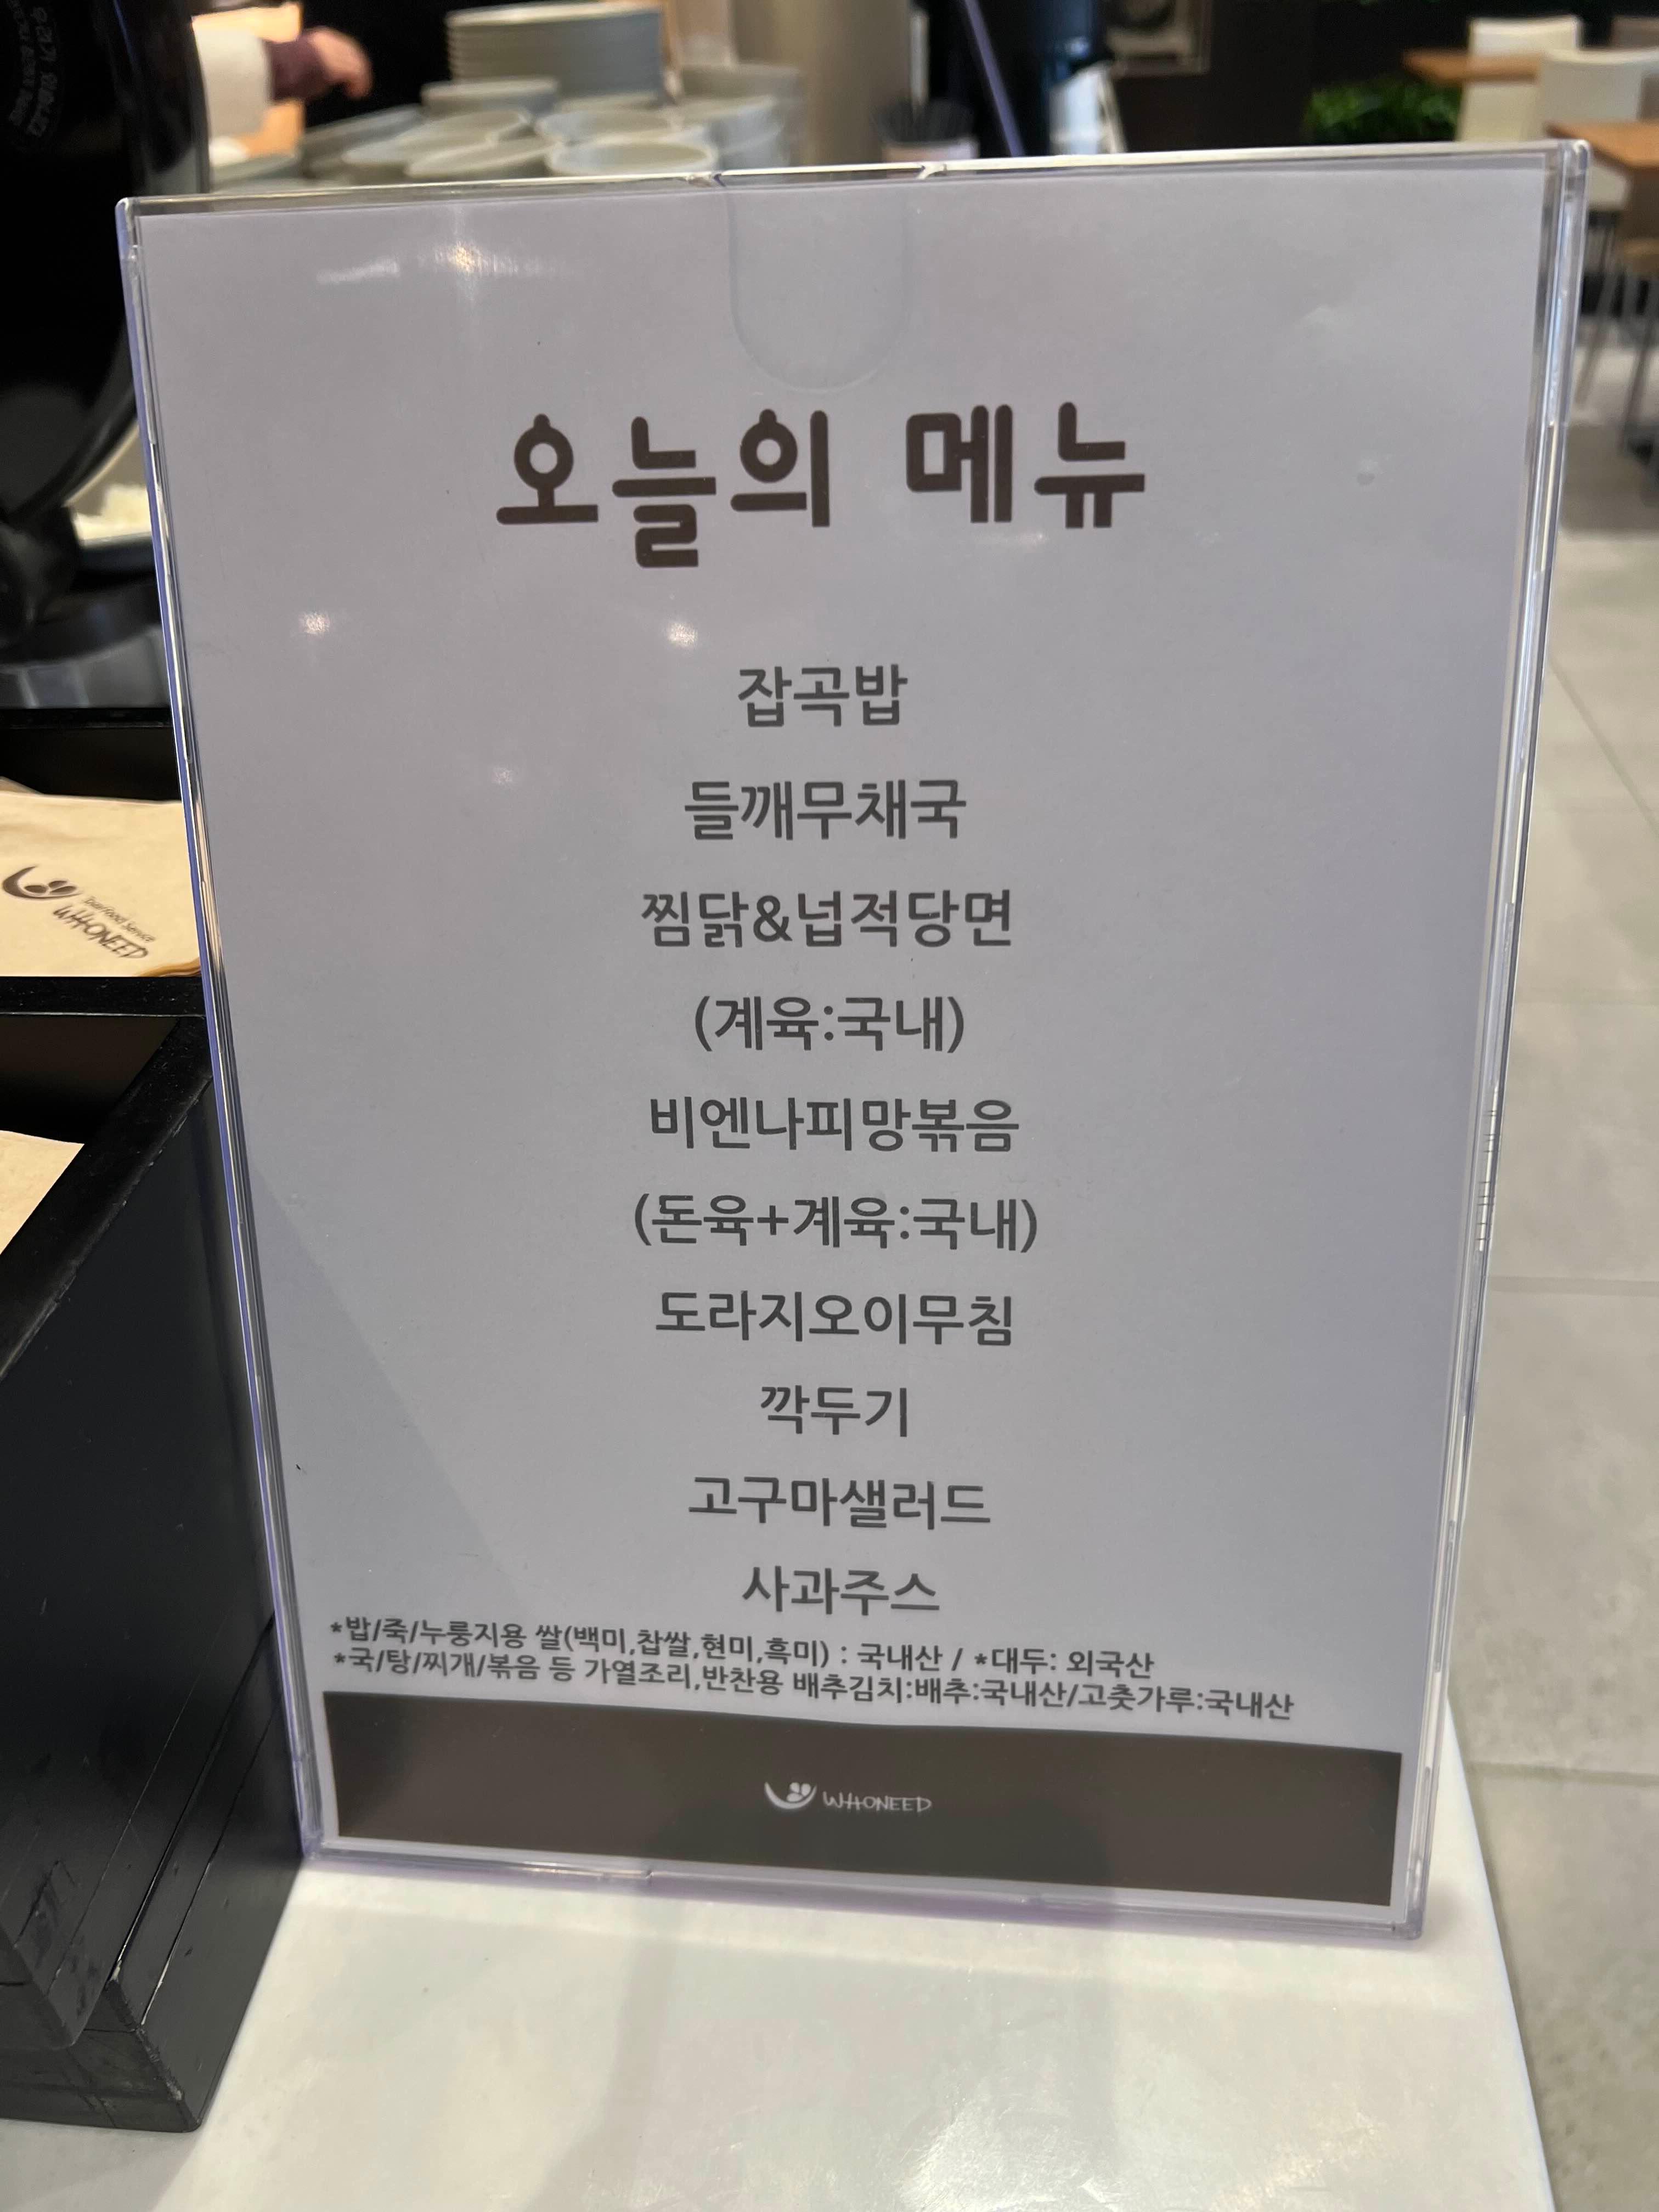 오늘의 메뉴
잡곡밥
들깨무채국
찜닭&넙적당면
(계육:국내)
비엔나피망볶음
(돈육+계육:국내)
도라지오이무침
깍두기
고구마샐러드
사과주스
*밥/죽/누룽지용 쌀(백미,찹쌀,현미,흑미) : 국내산 / *대두: 외국산
*국/탕/찌개/볶음 등 가열조리,반찬용 배추김치:배추:국내산/고춧가루:국내산
WHONEED
Total Food Service
WHONEED